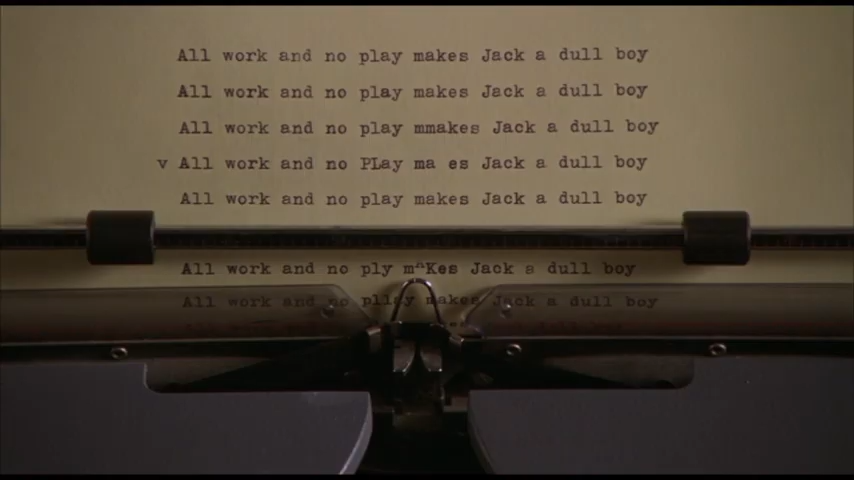 All work and no play makes Jack a dull boy
All work and no play makes Jack a dull boy
All work and no play mmakes Jack a dull boy
v All work and no PLay ma es Jack a dull boy
All work and no play makes Jack a dull boy
All work and no ply m^Kes Jack a dull boy
All work and no pllay makes Jack a dull boy